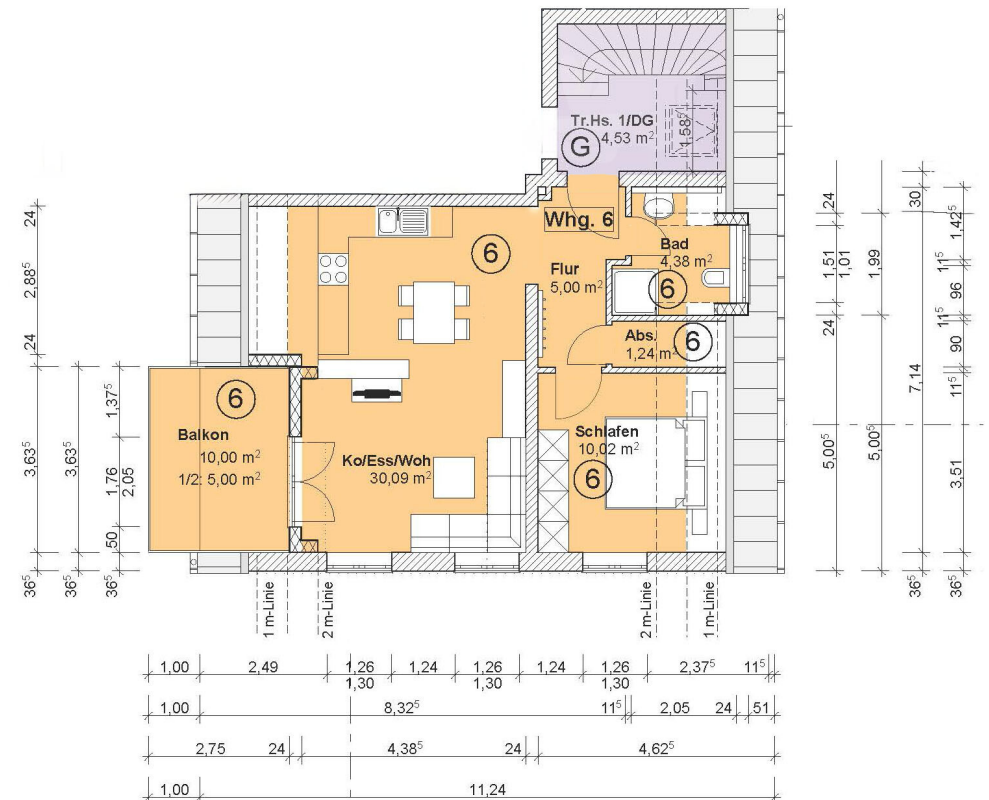 Tr.Hs. 1/DG
4,53 m²
1,58⁵
G
Whg. 6
6
Bad
4,38 m²
6
Flur
5,00 m²
Abs.
1,24 m²
6
6
Balkon
10,00 m²
1/2: 5,00 m²
Ko/Ess/Woh
30,09 m²
Schlafen
10,02 m²
6
24
2,88⁵
24
3,63⁵
36⁵
3,63⁵
36⁵
1,37⁵
1,76
2,05
50
36⁵
24
1,51
1,01
24
5,00⁵
1,99
5,00⁵
30
7,14
36⁵
1,42⁵
11⁵
96
11⁵
90
11⁵
3,51
36⁵
1 m-Linie
2 m-Linie
2 m-Linie
1 m-Linie
1,00 2,49 1,26 1,24 1,26 1,24 1,26 2,37⁵ 11⁵
1,30 1,30 1,30
1,00 8,32⁵ 11⁵ 2,05 24 51
2,75 24 4,38⁵ 24 4,62⁵
1,00 11,24